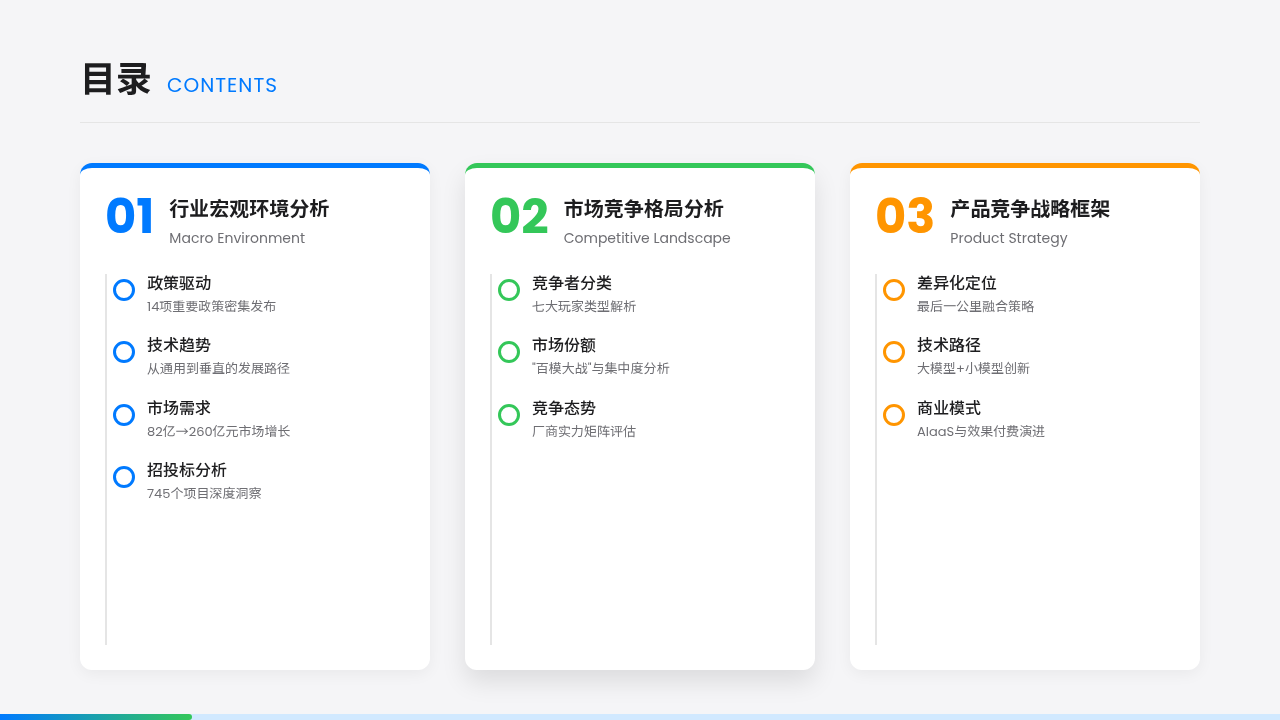 目录 CONTENTS
01 行业宏观环境分析
Macro Environment
政策驱动
14项重要政策密集发布
技术趋势
从通用到垂直的发展路径
市场需求
82亿→260亿元市场增长
招投标分析
745个项目深度洞察
02 市场竞争格局分析
Competitive Landscape
竞争者分类
七大玩家类型解析
市场份额
"百模大战"与集中度分析
竞争态势
厂商实力矩阵评估
03 产品竞争战略框架
Product Strategy
差异化定位
最后一公里融合策略
技术路径
大模型+小模型创新
商业模式
AIaaS与效果付费演进